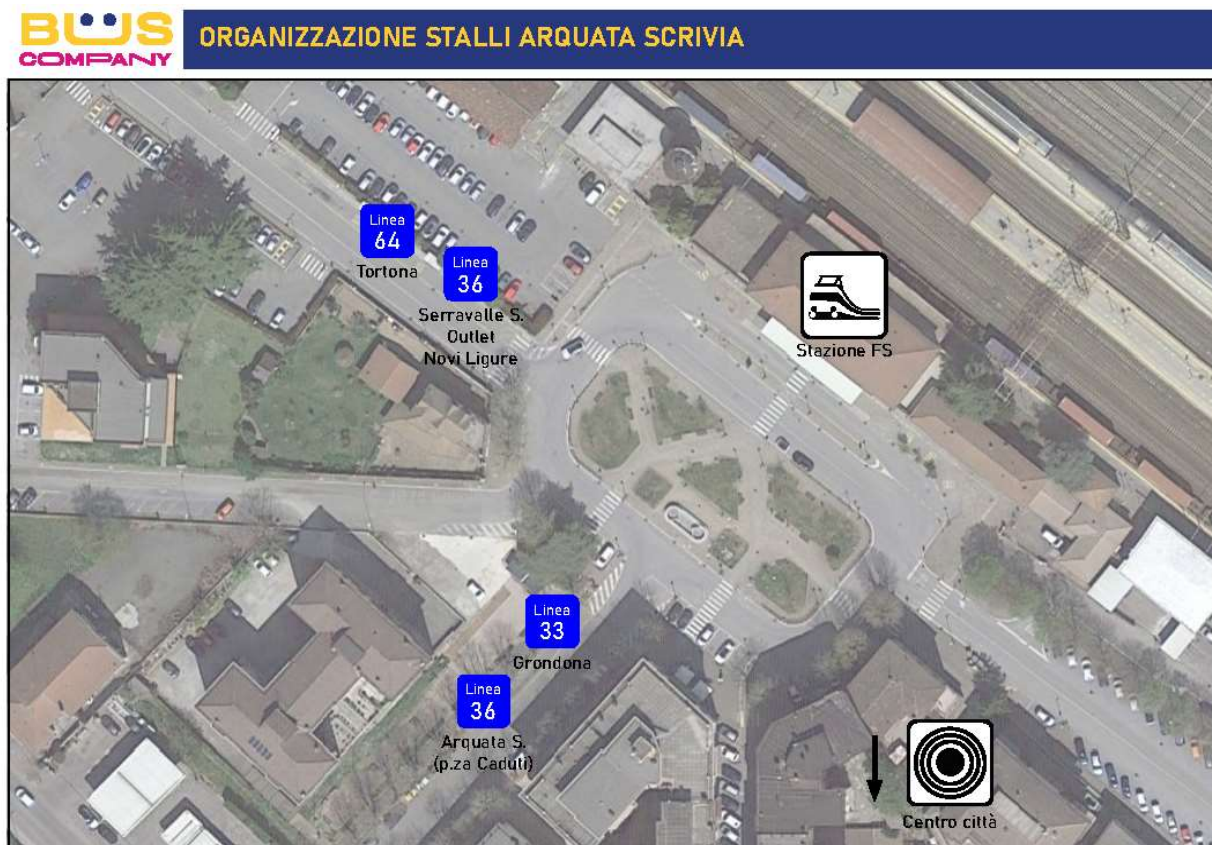 BUS
COMPANY
ORGANIZZAZIONE STALLI ARQUATA SCRIVIA
Linea
64
Tortona
Linea
36
Serravalle S.
Outlet
Novi Ligure
Stazione FS
Linea
33
Grondona
Linea
36
Arquata S.
(p.za Caduti)
Centro città